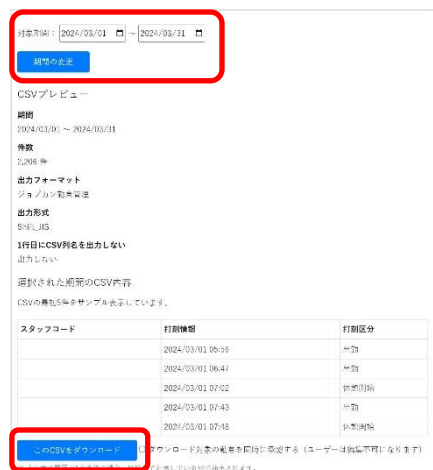 対象期間： 2024/03/01 ～ 2024/03/31
期間の変更
CSVプレビュー
期間
2024/03/01 ～ 2024/03/31
件数
2,206 件
出力フォーマット
ジョブカン勤怠管理
出力形式
Shift_JIS
1行目にCSV列名を出力しない
出力しない
選択された期間のCSV内容
CSVの最初5件をサンプル表示しています。
スタッフコード 打刻情報 打刻区分
2024/03/01 05:56 出勤
2024/03/01 06:47 出勤
2024/03/01 07:02 休憩開始
2024/03/01 07:43 出勤
2024/03/01 07:48 休憩開始
このCSVをダウンロード ダウンロード対象の勤怠を同時に承認する（ユーザーは編集不可になります）